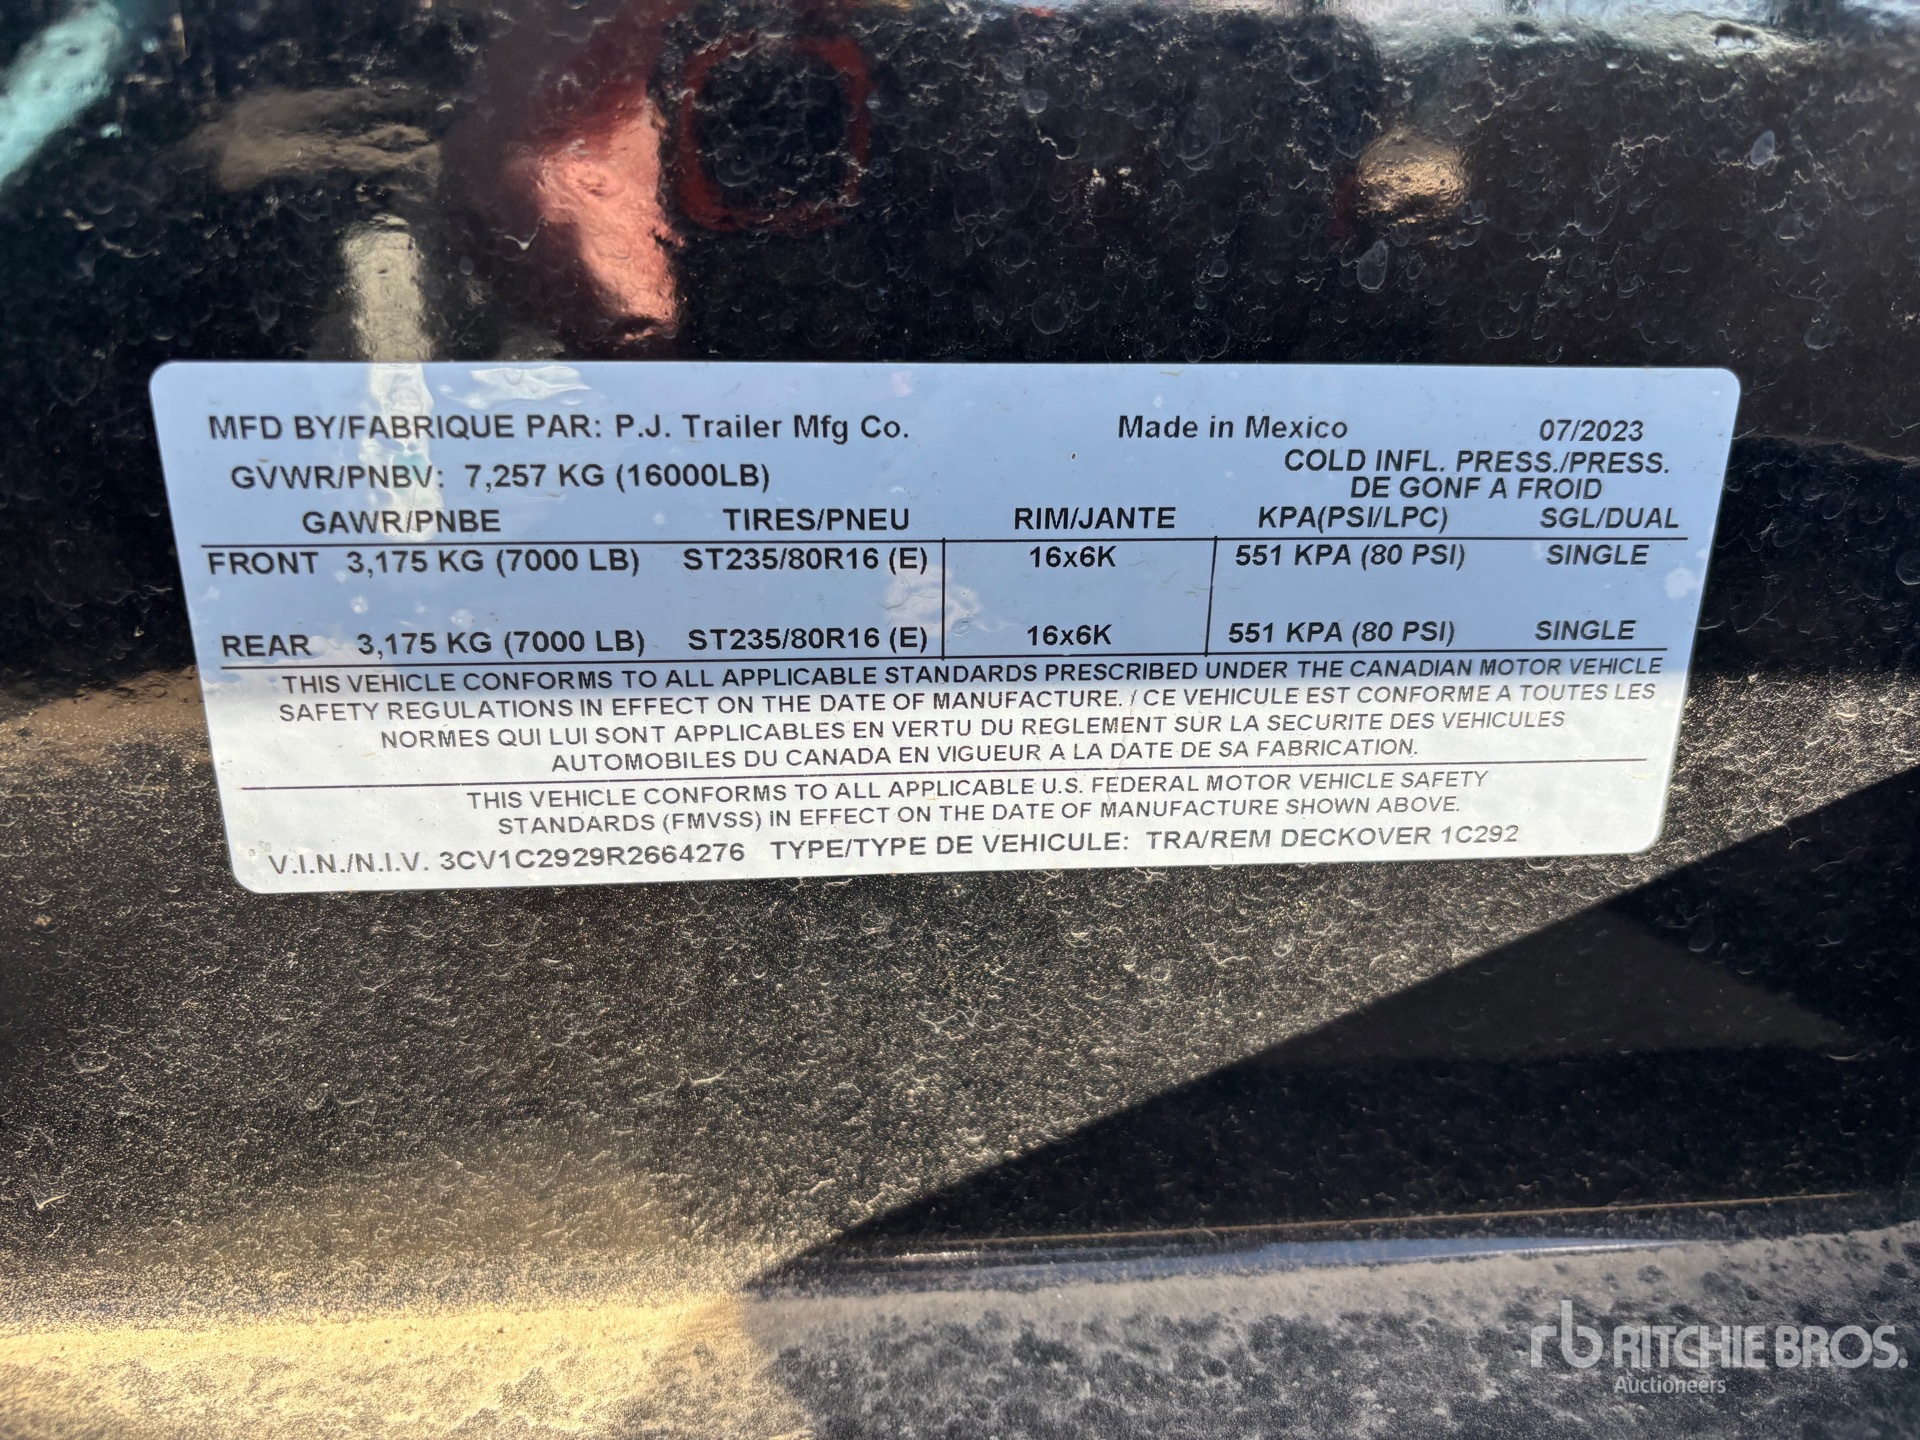 MFD BY/FABRIQUE PAR: P.J. Trailer Mfg Co. Made in Mexico 07/2023
GVWR/PNBV: 7,257 KG (16000LB) COLD INFL. PRESS./PRESS.
DE GONF A FROID
GAWR/PNBE TIRES/PNEU RIM/JANTE KPA(PSI/LPC) SGL/DUAL
FRONT 3,175 KG (7000 LB) ST235/80R16 (E) 16x6K 551 KPA (80 PSI) SINGLE
REAR 3,175 KG (7000 LB) ST235/80R16 (E) 16x6K 551 KPA (80 PSI) SINGLE
THIS VEHICLE CONFORMS TO ALL APPLICABLE STANDARDS PRESCRIBED UNDER THE CANADIAN MOTOR VEHICLE
SAFETY REGULATIONS IN EFFECT ON THE DATE OF MANUFACTURE. / CE VEHICULE EST CONFORME A TOUTES LES
NORMES QUI LUI SONT APPLICABLES EN VERTU DU REGLEMENT SUR LA SECURITE DES VEHICULES
AUTOMOBILES DU CANADA EN VIGUEUR A LA DATE DE SA FABRICATION.
THIS VEHICLE CONFORMS TO ALL APPLICABLE U.S. FEDERAL MOTOR VEHICLE SAFETY
STANDARDS (FMVSS) IN EFFECT ON THE DATE OF MANUFACTURE SHOWN ABOVE.
V.I.N./N.I.V. 3CV1C2929R2664276 TYPE/TYPE DE VEHICULE: TRA/REM DECKOVER 1C292
rb RITCHIE BROS.
Auctioneers